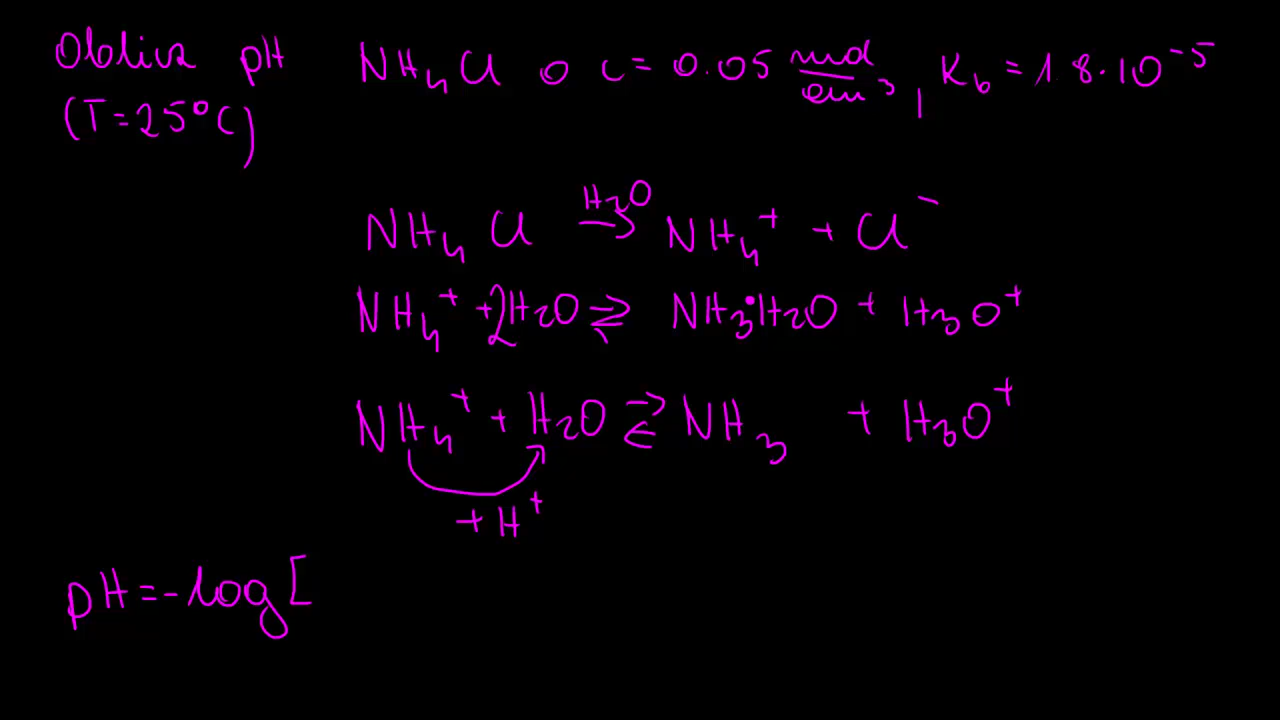 Oblicz pH NH₄Cl o c = 0.05 mol/dm³, K_b = 1.8·10⁻⁵
(T=25°C)
NH₄Cl →(H₂O) NH₄⁺ + Cl⁻
NH₄⁺ + 2H₂O ⇄ NH₃·H₂O + H₃O⁺
NH₄⁺ + H₂O ⇄ NH₃ + H₃O⁺
+ H⁺
pH = -log [